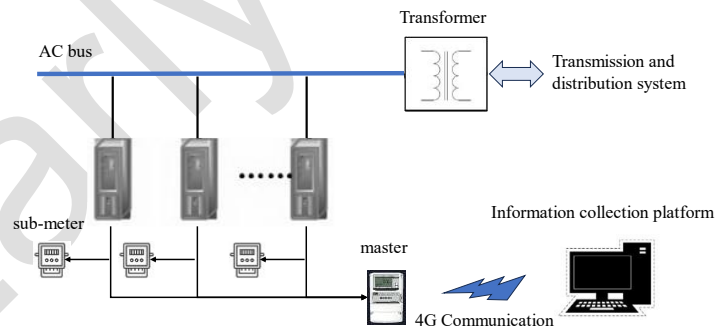 Transformer
AC bus
Transmission and
distribution system
sub-meter
Information collection platform
master
4G Communication